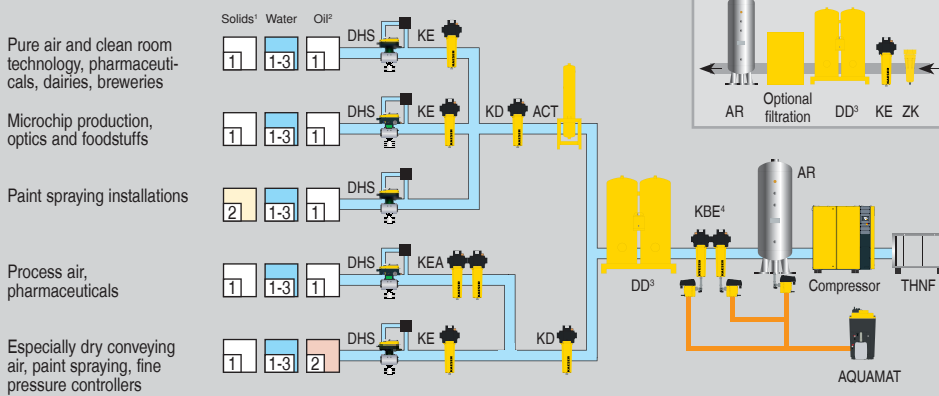 Solids¹ Water Oil²
Pure air and clean room
technology, pharmaceuti-
cals, dairies, breweries
1 1-3 1
DHS KE
Microchip production,
optics and foodstuffs
1 1-3 1
DHS KE KD ACT
Paint spraying installations
2 1-3 1
DHS
Process air,
pharmaceuticals
1 1-3 1
DHS KEA
Especially dry conveying
air, paint spraying, fine
pressure controllers
1 1-3 2
DHS KE KD
AR Optional
filtration DD³ KE ZK
DD³ KBE⁴ AR Compressor THNF
AQUAMAT